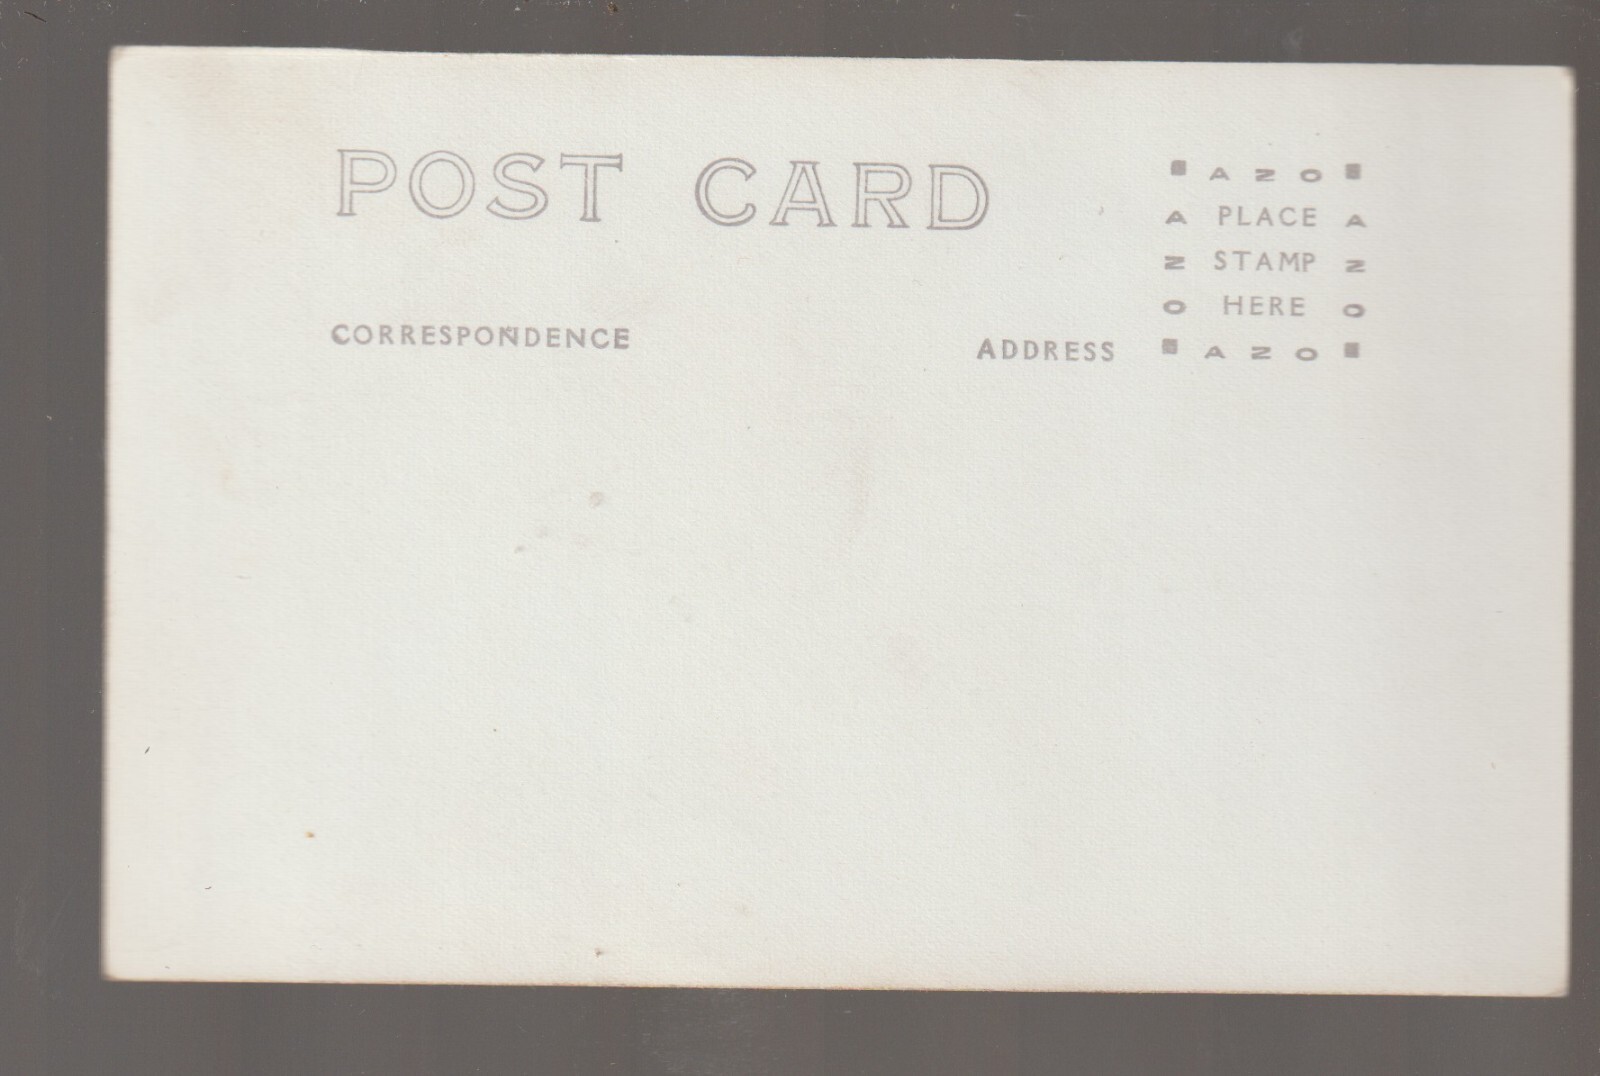 POST CARD
CORRESPONDENCE
ADDRESS
AZO
A PLACE A
Z STAMP Z
O HERE O
AZO